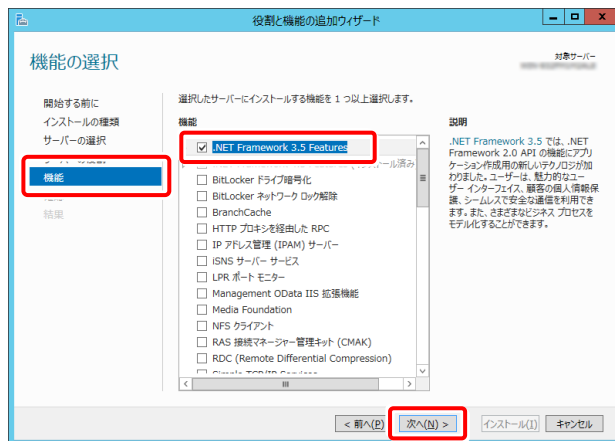 役割と機能の追加ウィザード
機能の選択
対象サーバー
開始する前に
インストールの種類
サーバーの選択
機能
結果
選択したサーバーにインストールする機能を 1 つ以上選択します。
機能
.NET Framework 3.5 Features
BitLocker ドライブ暗号化
BitLocker ネットワーク ロック解除
BranchCache
HTTP プロキシを経由した RPC
IP アドレス管理 (IPAM) サーバー
iSNS サーバー サービス
LPR ポート モニター
Management OData IIS 拡張機能
Media Foundation
NFS クライアント
RAS 接続マネージャー管理キット (CMAK)
RDC (Remote Differential Compression)
説明
.NET Framework 3.5 では、.NET
Framework 2.0 API の機能にアプリ
ケーション作成用の新しいテクノロジが加
わりました。ユーザーは、魅力的なユー
ザー インターフェイス、顧客の個人情報保
護、シームレスで安全な通信を利用でき
ます。また、さまざまなビジネス プロセスを
モデル化することができます。
< 前へ(P)
次へ(N) >
インストール(I)
キャンセル